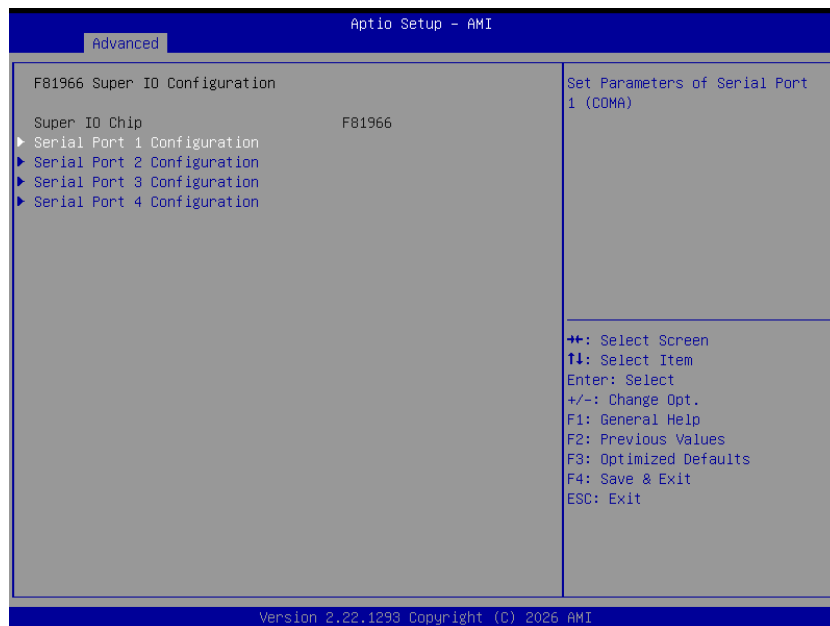 Aptio Setup – AMI
Advanced
F81966 Super IO Configuration
Super IO Chip F81966
Serial Port 1 Configuration
Serial Port 2 Configuration
Serial Port 3 Configuration
Serial Port 4 Configuration
Set Parameters of Serial Port
1 (COMA)
→←: Select Screen
↑↓: Select Item
Enter: Select
+/-: Change Opt.
F1: General Help
F2: Previous Values
F3: Optimized Defaults
F4: Save & Exit
ESC: Exit
Version 2.22.1293 Copyright (C) 2026 AMI